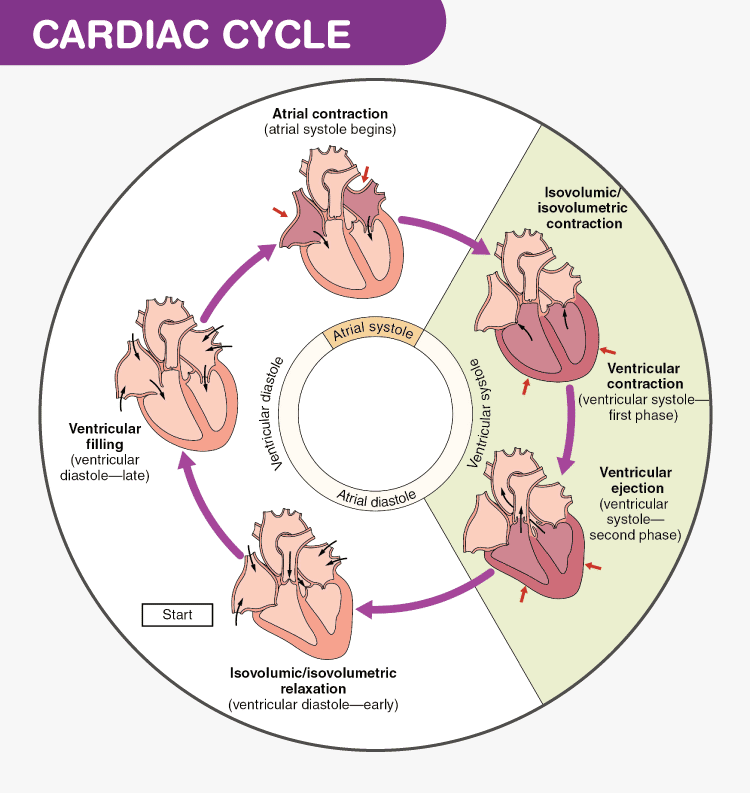 CARDIAC CYCLE
Atrial contraction
(atrial systole begins)
Isovolumic/
isovolumetric
contraction
Ventricular
contraction
(ventricular systole—
first phase)
Ventricular
ejection
(ventricular
systole—
second phase)
Isovolumic/isovolumetric
relaxation
(ventricular diastole—early)
Start
Ventricular
filling
(ventricular
diastole—late)
Atrial systole
Ventricular systole
Atrial diastole
Ventricular diastole